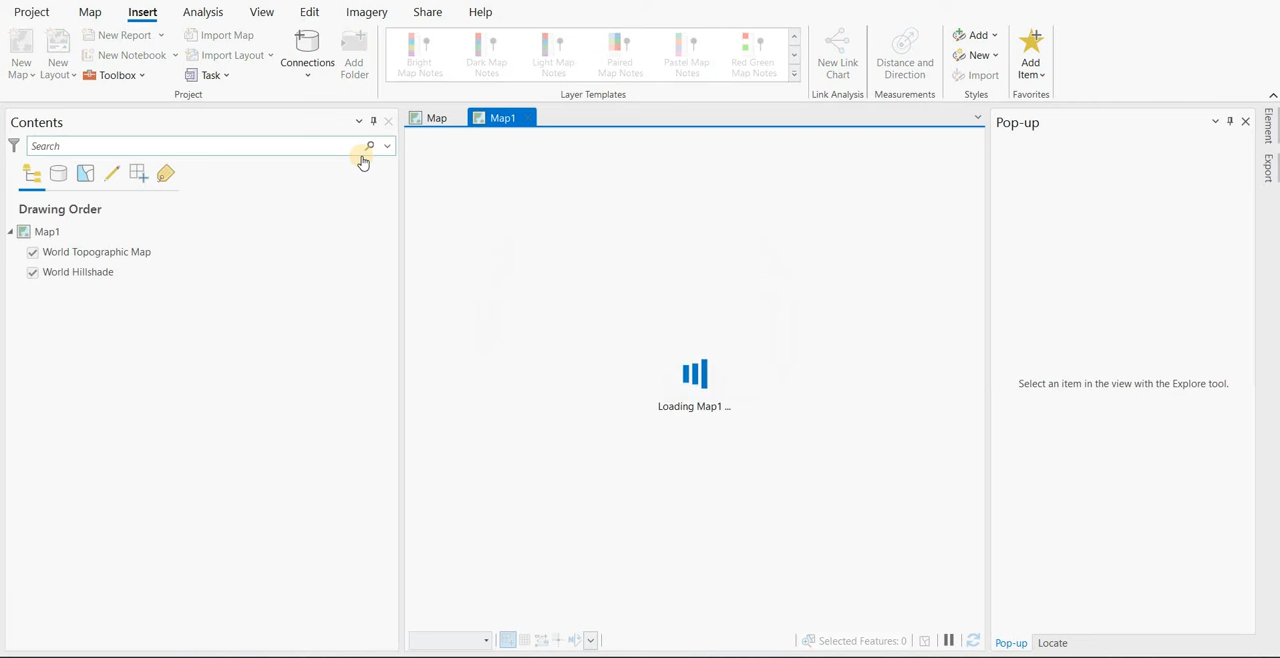 Project Map Insert Analysis View Edit Imagery Share Help
New Map
New Layout
New Report
New Notebook
Toolbox
Import Map
Import Layout
Task
Connections
Add Folder
Project
Bright Map Notes
Dark Map Notes
Light Map Notes
Paired Map Notes
Pastel Map Notes
Red Green Map Notes
Layer Templates
New Link Chart
Link Analysis
Distance and Direction
Measurements
Add
New
Import
Styles
Add Item
Favorites
Contents
Search
Drawing Order
Map1
World Topographic Map
World Hillshade
Map
Map1
Loading Map1 ...
Selected Features: 0
Pop-up
Select an item in the view with the Explore tool.
Pop-up Locate
Element
Export